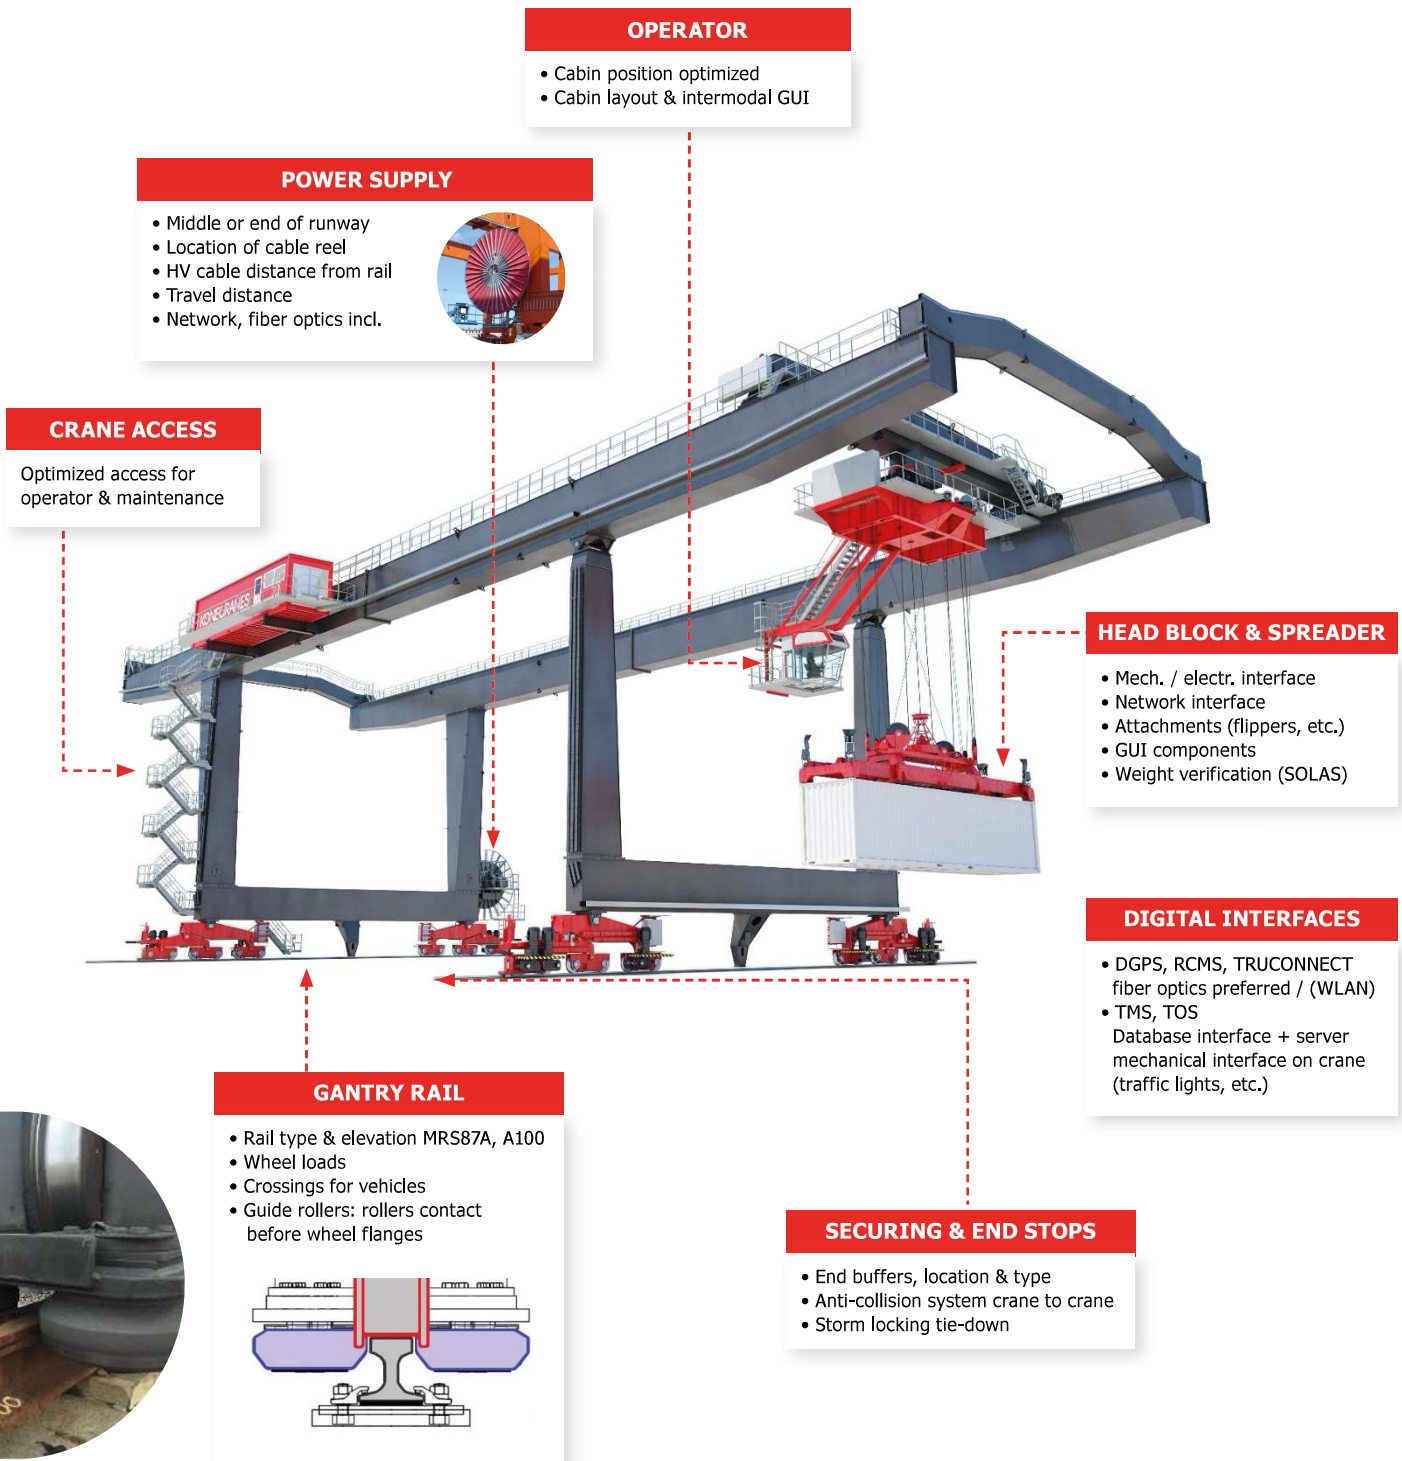 OPERATOR
• Cabin position optimized
• Cabin layout & intermodal GUI
POWER SUPPLY
• Middle or end of runway
• Location of cable reel
• HV cable distance from rail
• Travel distance
• Network, fiber optics incl.
CRANE ACCESS
Optimized access for
operator & maintenance
KONECRANES
HEAD BLOCK & SPREADER
• Mech. / electr. interface
• Network interface
• Attachments (flippers, etc.)
• GUI components
• Weight verification (SOLAS)
DIGITAL INTERFACES
• DGPS, RCMS, TRUCONNECT
fiber optics preferred / (WLAN)
• TMS, TOS
Database interface + server
mechanical interface on crane
(traffic lights, etc.)
GANTRY RAIL
• Rail type & elevation MRS87A, A100
• Wheel loads
• Crossings for vehicles
• Guide rollers: rollers contact
before wheel flanges
SECURING & END STOPS
• End buffers, location & type
• Anti-collision system crane to crane
• Storm locking tie-down